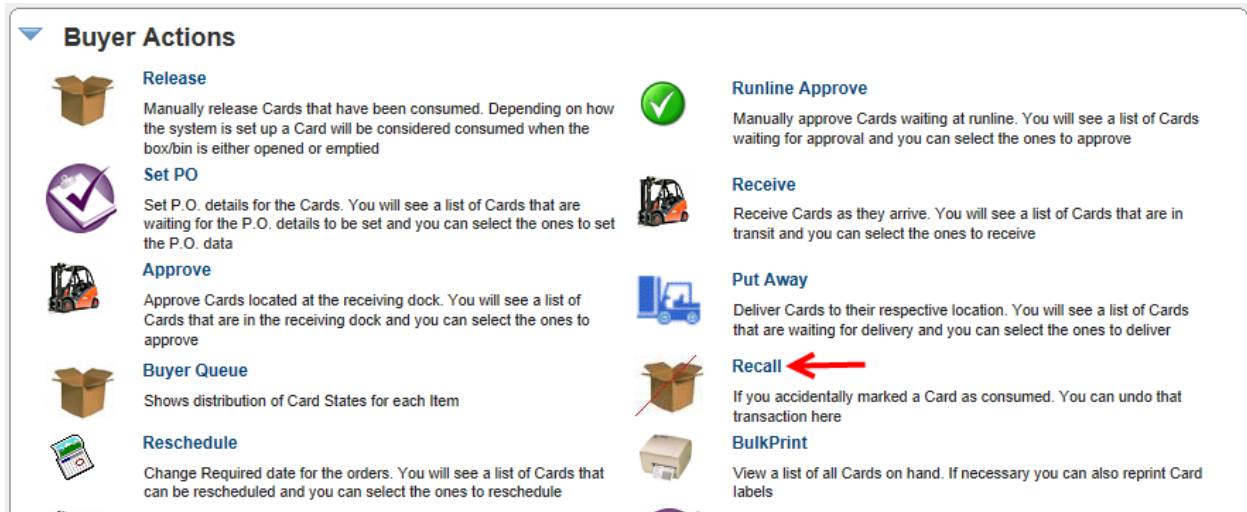 Buyer Actions
Release
Manually release Cards that have been consumed. Depending on how
the system is set up a Card will be considered consumed when the
box/bin is either opened or emptied
Runline Approve
Manually approve Cards waiting at runline. You will see a list of Cards
waiting for approval and you can select the ones to approve
Set PO
Set P.O. details for the Cards. You will see a list of Cards that are
waiting for the P.O. details to be set and you can select the ones to set
the P.O. data
Receive
Receive Cards as they arrive. You will see a list of Cards that are in
transit and you can select the ones to receive
Approve
Approve Cards located at the receiving dock. You will see a list of
Cards that are in the receiving dock and you can select the ones to
approve
Put Away
Deliver Cards to their respective location. You will see a list of Cards
that are waiting for delivery and you can select the ones to deliver
Buyer Queue
Shows distribution of Card States for each Item
Recall
If you accidentally marked a Card as consumed. You can undo that
transaction here
Reschedule
Change Required date for the orders. You will see a list of Cards that
can be rescheduled and you can select the ones to reschedule
BulkPrint
View a list of all Cards on hand. If necessary you can also reprint Card
labels